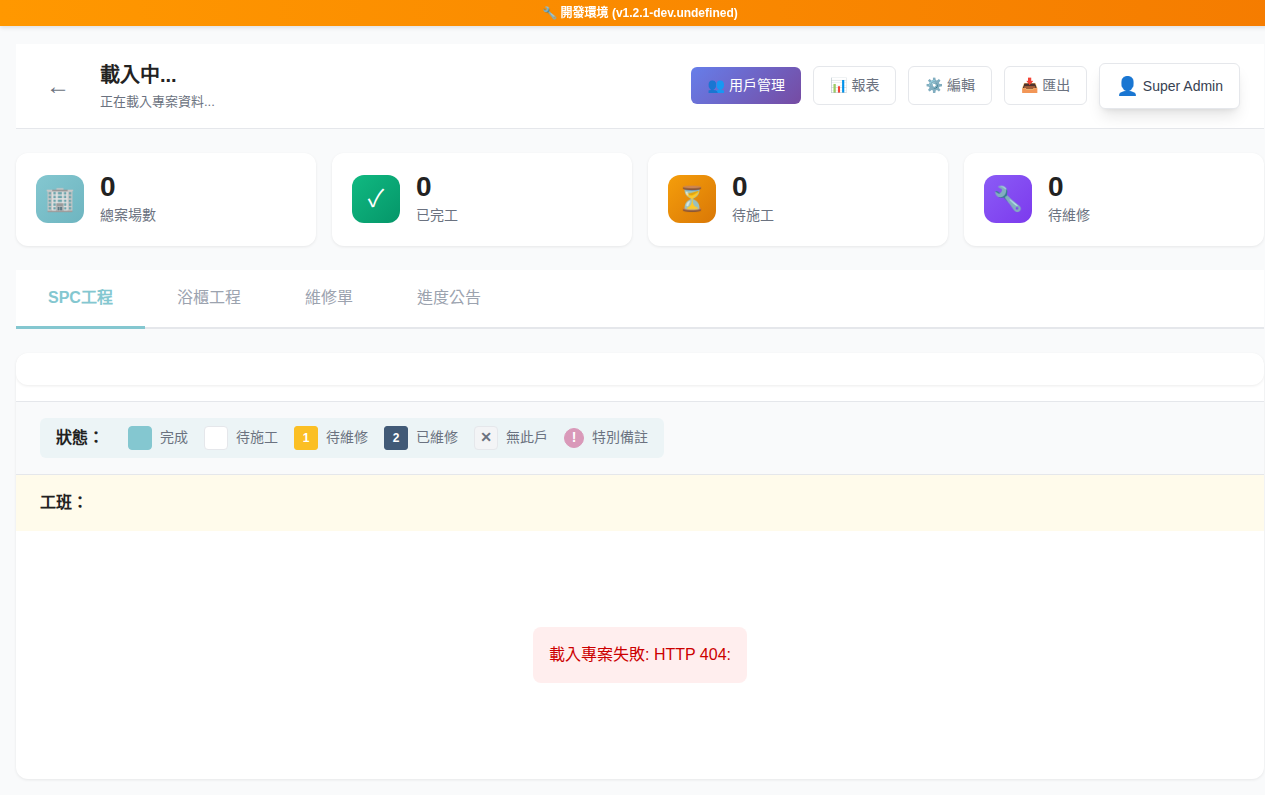 🔧 開發環境 (v1.2.1-dev.undefined)
←
載入中...
正在載入專案資料...
👥 用戶管理
📊 報表
⚙️ 編輯
📥 匯出
👤 Super Admin
0
總案場數
✓
0
已完工
0
待施工
0
待維修
SPC工程 浴櫃工程 維修單 進度公告
狀態： 完成 待施工 1 待維修 2 已維修 ✕ 無此戶 ! 特別備註
工班：
載入專案失敗: HTTP 404: